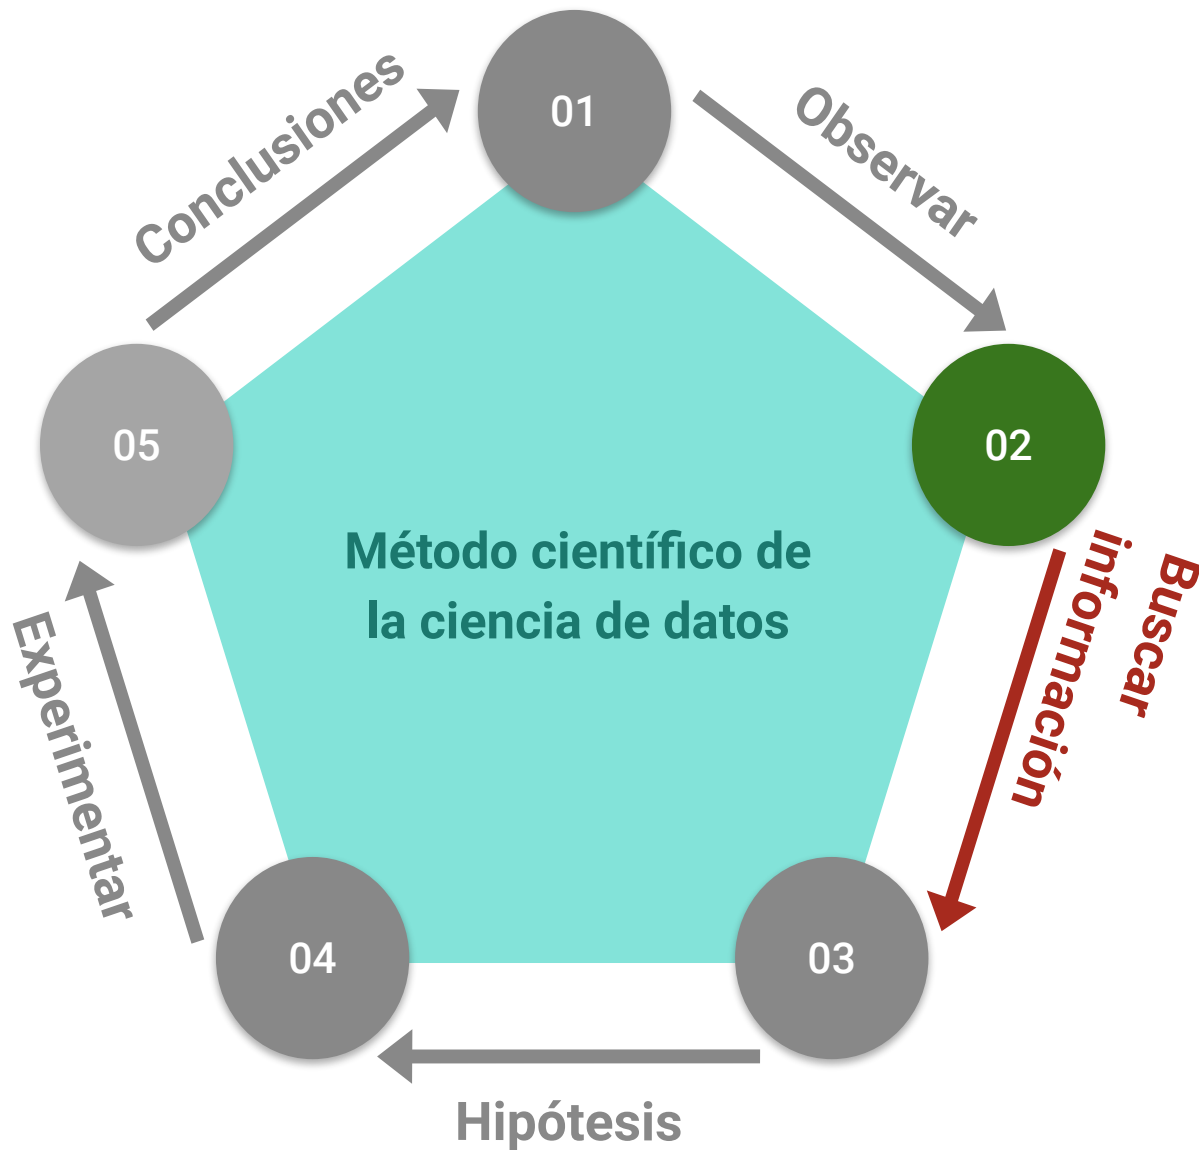 01
Observar
02
Buscar
información
03
Hipótesis
04
Experimentar
05
Conclusiones
Método científico de
la ciencia de datos